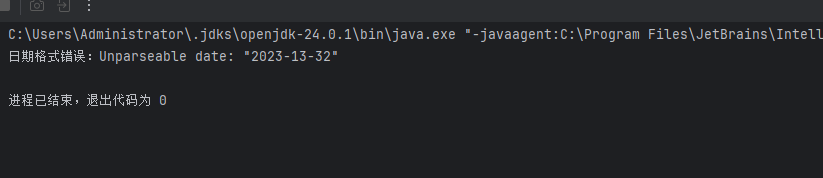 C:\Users\Administrator\.jdks\openjdk-24.0.1\bin\java.exe "-javaagent:C:\Program Files\JetBrains\Intell
日期格式错误：Unparseable date: "2023-13-32"
进程已结束，退出代码为 0